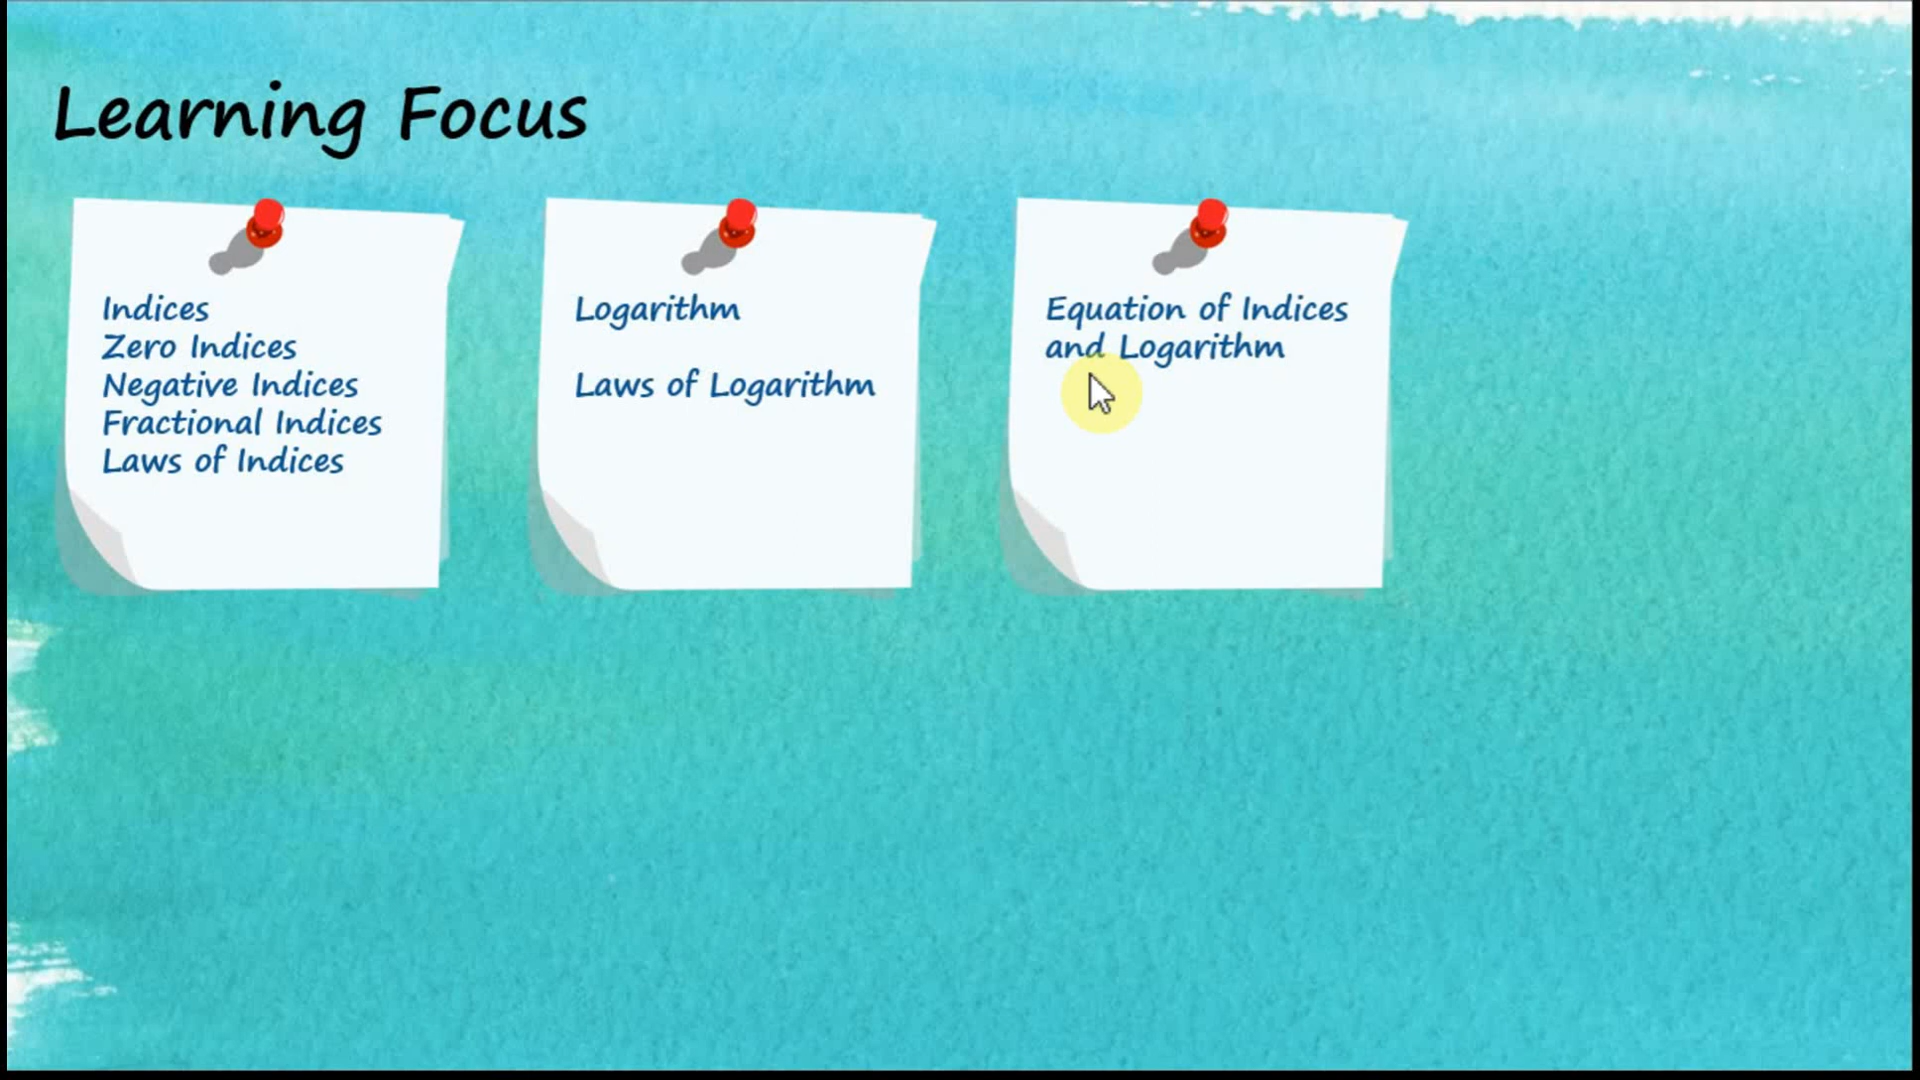 Learning Focus
Indices
Zero Indices
Negative Indices
Fractional Indices
Laws of Indices
Logarithm
Laws of Logarithm
Equation of Indices
and Logarithm